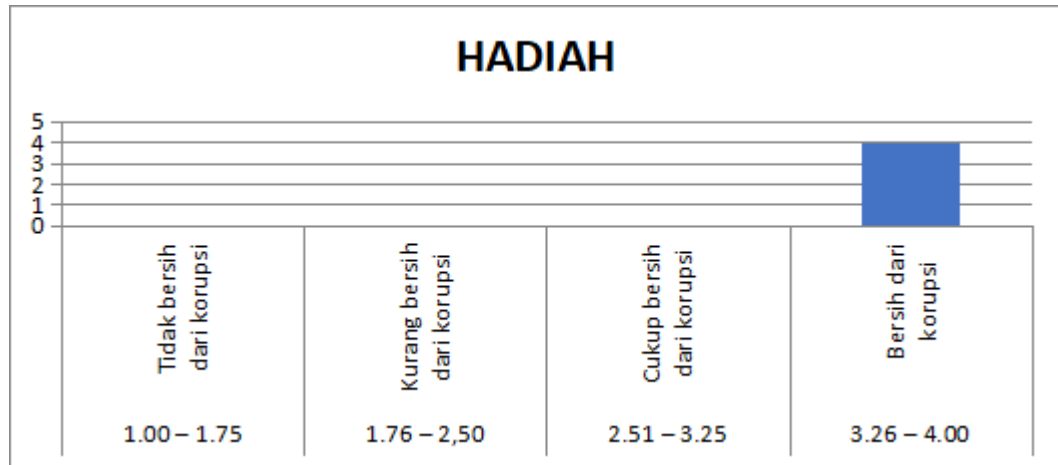 HADIAH
5
4
3
2
1
0
Tidak bersih
dari korupsi
Kurang bersih
dari korupsi
Cukup bersih
dari korupsi
Bersih dari
korupsi
1.00 – 1.75
1.76 – 2,50
2.51 – 3.25
3.26 – 4.00